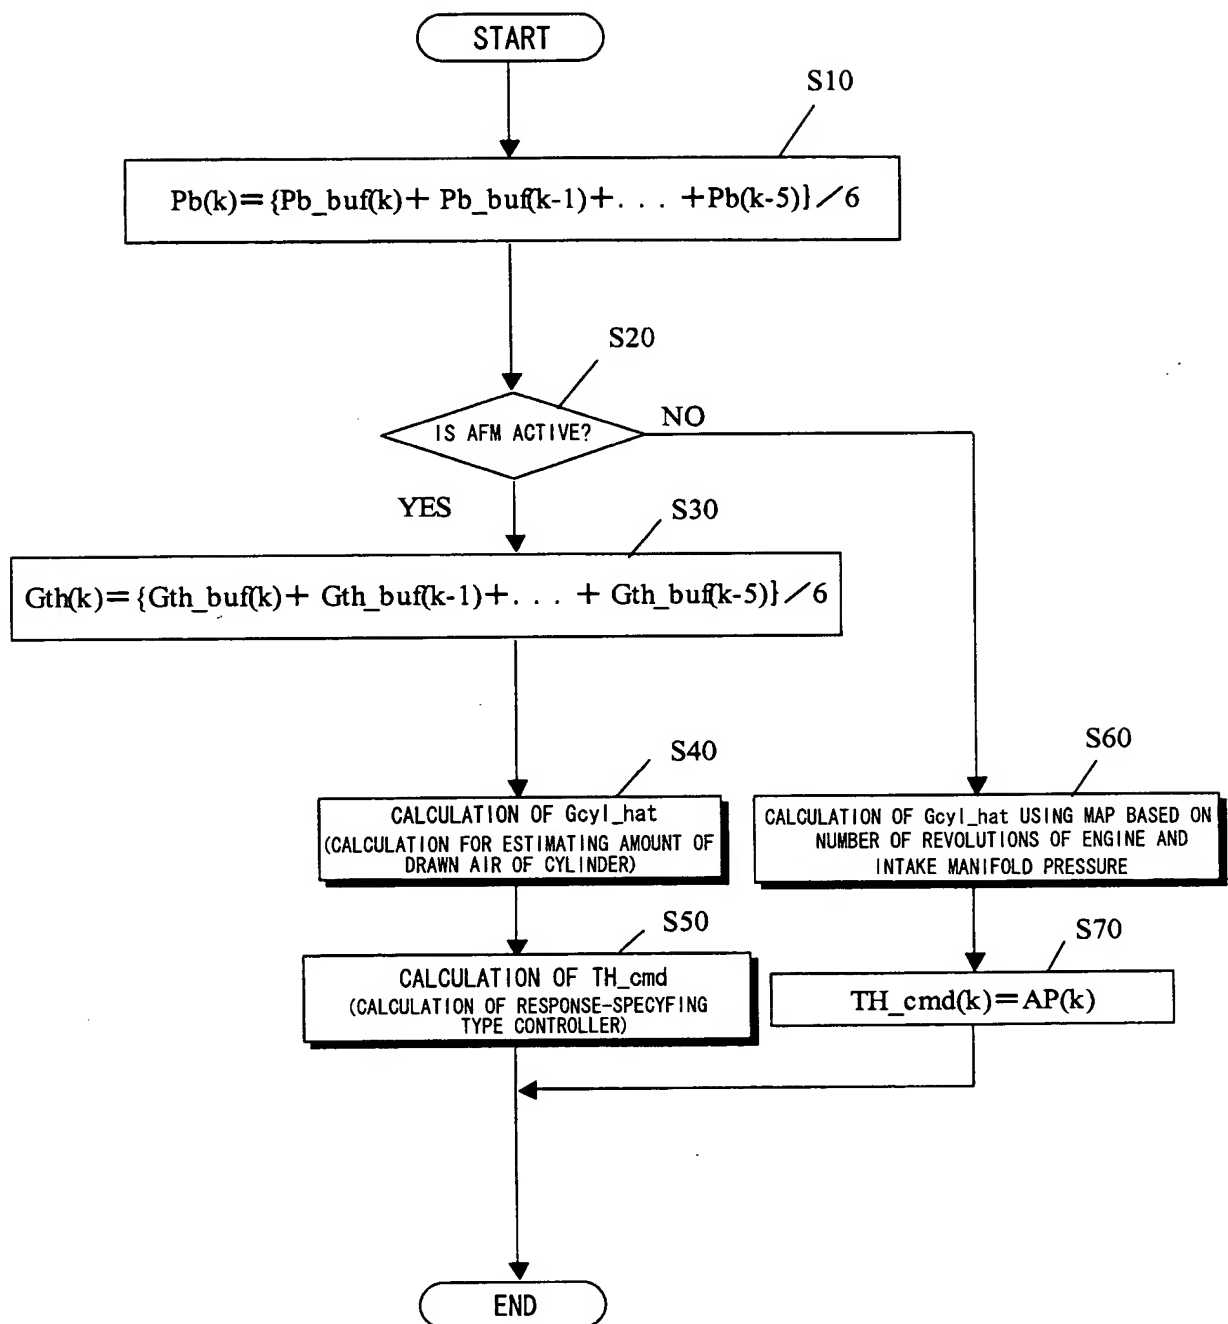 START
S10
Pb(k)={Pb_buf(k)+ Pb_buf(k-1)+. . . +Pb(k-5)}/6
S20
IS AFM ACTIVE?
NO
YES
S30
Gth(k)={Gth_buf(k)+ Gth_buf(k-1)+. . . + Gth_buf(k-5)}/6
S40
CALCULATION OF Gcyl_hat
(CALCULATION FOR ESTIMATING AMOUNT OF
DRAWN AIR OF CYLINDER)
S60
CALCULATION OF Gcyl_hat USING MAP BASED ON
NUMBER OF REVOLUTIONS OF ENGINE AND
INTAKE MANIFOLD PRESSURE
S50
CALCULATION OF TH_cmd
(CALCULATION OF RESPONSE-SPECYFING
TYPE CONTROLLER)
S70
TH_cmd(k)=AP(k)
END